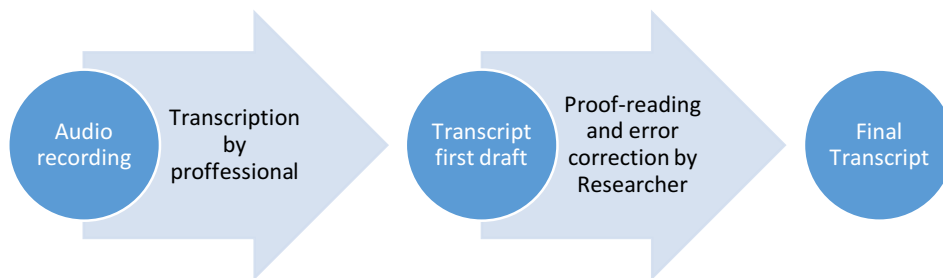 Audio
recording
Transcription
by
proffessional
Transcript
first draft
Proof-reading
and error
correction by
Researcher
Final
Transcript